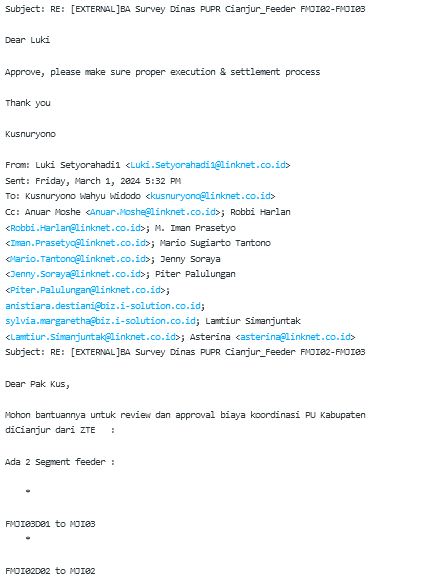 Subject: RE: [EXTERNAL]BA Survey Dinas PUPR Cianjur_Feeder FMJI02-FMJI03
Dear Luki
Approve, please make sure proper execution & settlement process
Thank you
Kusnuryono
From: Luki Setyorahadi1 <Luki.Setyorahadi1@linknet.co.id>
Sent: Friday, March 1, 2024 5:32 PM
To: Kusnuryono Wahyu Widodo <kusnuryono@linknet.co.id>
Cc: Anuar Moshe <Anuar.Moshe@linknet.co.id>; Robbi Harlan
<Robbi.Harlan@linknet.co.id>; M. Iman Prasetyo
<Iman.Prasetyo@linknet.co.id>; Mario Sugiarto Tantono
<Mario.Tantono@linknet.co.id>; Jenny Soraya
<Jenny.Soraya@linknet.co.id>; Piter Palulungan
<Piter.Palulungan@linknet.co.id>;
anistiara.destiani@biz.i-solution.co.id;
sylvia.margaretha@biz.i-solution.co.id; Lamtiur Simanjuntak
<Lamtiur.Simanjuntak@linknet.co.id>; Asterina <asterina@linknet.co.id>
Subject: RE: [EXTERNAL]BA Survey Dinas PUPR Cianjur_Feeder FMJI02-FMJI03
Dear Pak Kus,
Mohon bantuannya untuk review dan approval biaya koordinasi PU Kabupaten
diCianjur dari ZTE   :
Ada 2 Segment feeder :
*
FMJI03D01 to MJI03
*
FMJI02D02 to MJI02